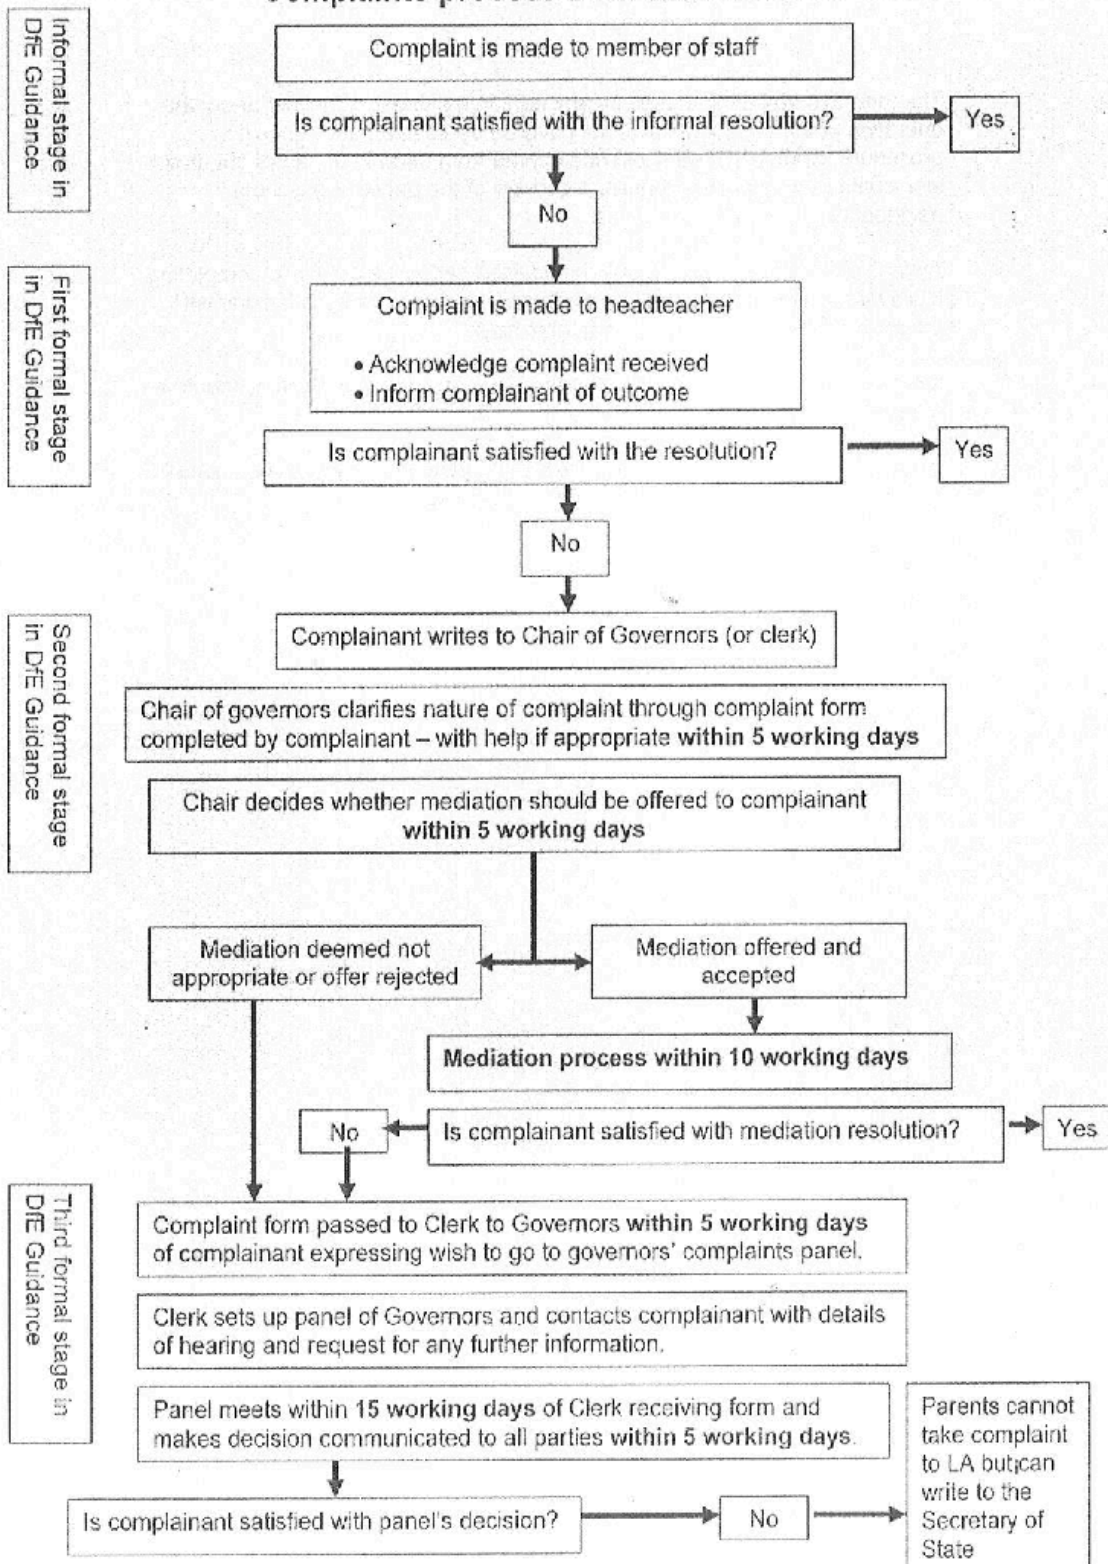 Informal stage in
DfE Guidance
Complaint is made to member of staff
Is complainant satisfied with the informal resolution?
Yes
No
First formal stage
in DfE Guidance
Complaint is made to headteacher
• Acknowledge complaint received
• Inform complainant of outcome
Is complainant satisfied with the resolution?
Yes
No
Second formal stage
in DfE Guidance
Complainant writes to Chair of Governors (or clerk)
Chair of governors clarifies nature of complaint through complaint form
completed by complainant – with help if appropriate within 5 working days
Chair decides whether mediation should be offered to complainant
within 5 working days
Mediation deemed not
appropriate or offer rejected
Mediation offered and
accepted
Mediation process within 10 working days
No
Is complainant satisfied with mediation resolution?
Yes
Third formal stage in
DfE Guidance
Complaint form passed to Clerk to Governors within 5 working days
of complainant expressing wish to go to governors' complaints panel.
Clerk sets up panel of Governors and contacts complainant with details
of hearing and request for any further information.
Panel meets within 15 working days of Clerk receiving form and
makes decision communicated to all parties within 5 working days.
Is complainant satisfied with panel's decision?
No
Parents cannot
take complaint
to LA but can
write to the
Secretary of
State